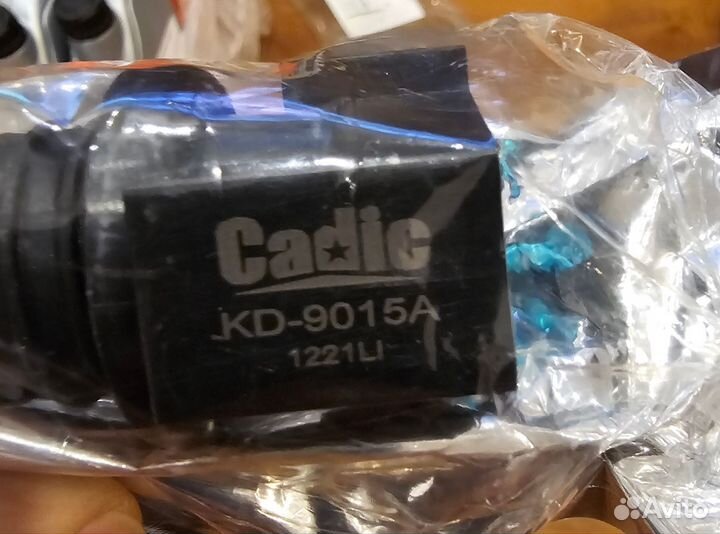 Cadic
KD-9015A
1221LI
Avito